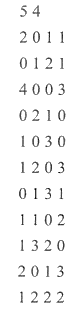 5 4
2 0 1 1
0 1 2 1
4 0 0 3
0 2 1 0
1 0 3 0
1 2 0 3
0 1 3 1
1 1 0 2
1 3 2 0
2 0 1 3
1 2 2 2